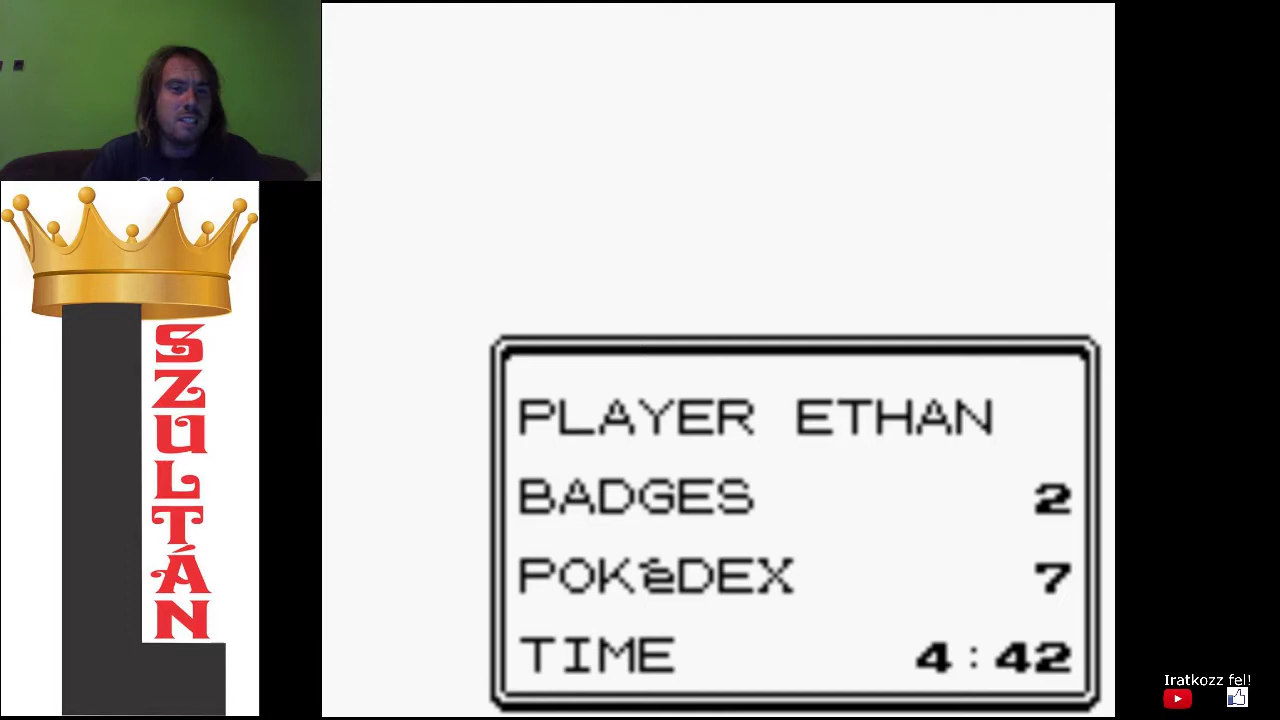 L
SZULTÁN
PLAYER ETHAN
BADGES 2
POKéDEX 7
TIME 4:42
Iratkozz fel!